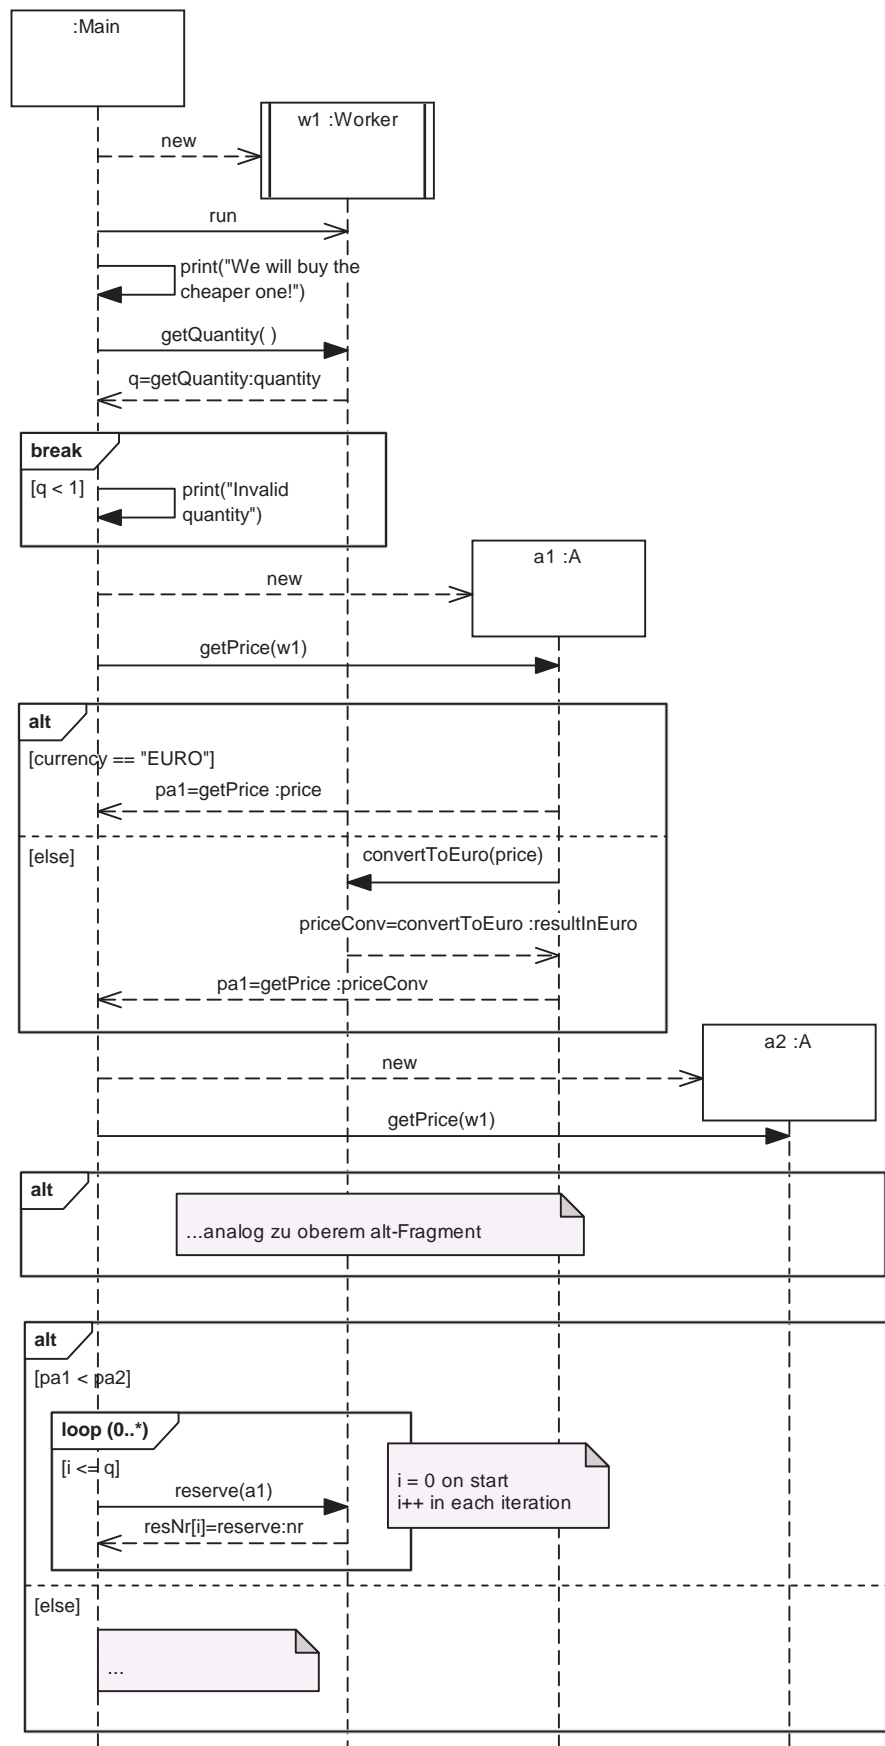 :Main
w1 :Worker
new
run
print("We will buy the
cheaper one!")
getQuantity( )
q=getQuantity:quantity
break
[q < 1]
print("Invalid
quantity")
a1 :A
new
getPrice(w1)
alt
[currency == "EURO"]
pa1=getPrice :price
[else]
convertToEuro(price)
priceConv=convertToEuro :resultInEuro
pa1=getPrice :priceConv
a2 :A
new
getPrice(w1)
alt
...analog zu oberem alt-Fragment
alt
[pa1 < pa2]
loop (0..*)
[i <= q]
i = 0 on start
i++ in each iteration
reserve(a1)
resNr[i]=reserve:nr
[else]
...